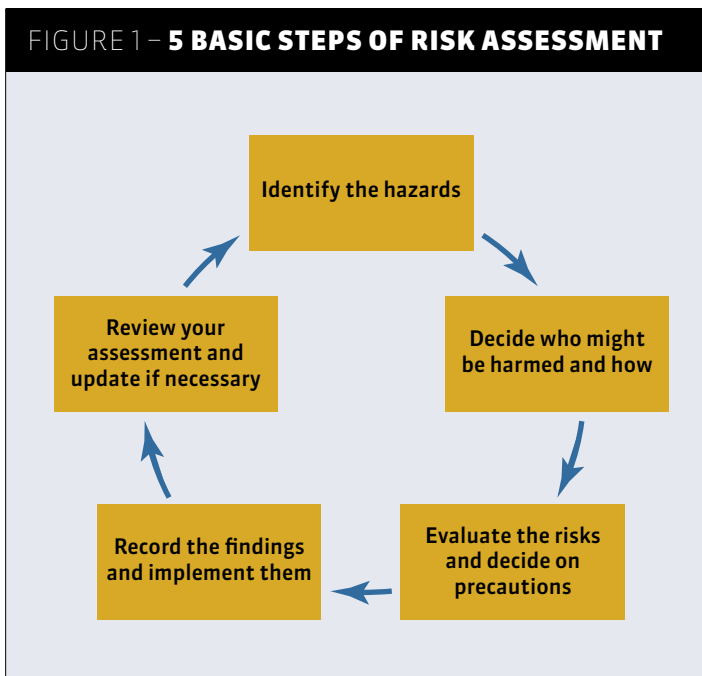 FIGURE 1 – 5 BASIC STEPS OF RISK ASSESSMENT
Identify the hazards
Decide who might
be harmed and how
Evaluate the risks
and decide on
precautions
Record the findings
and implement them
Review your
assessment and
update if necessary